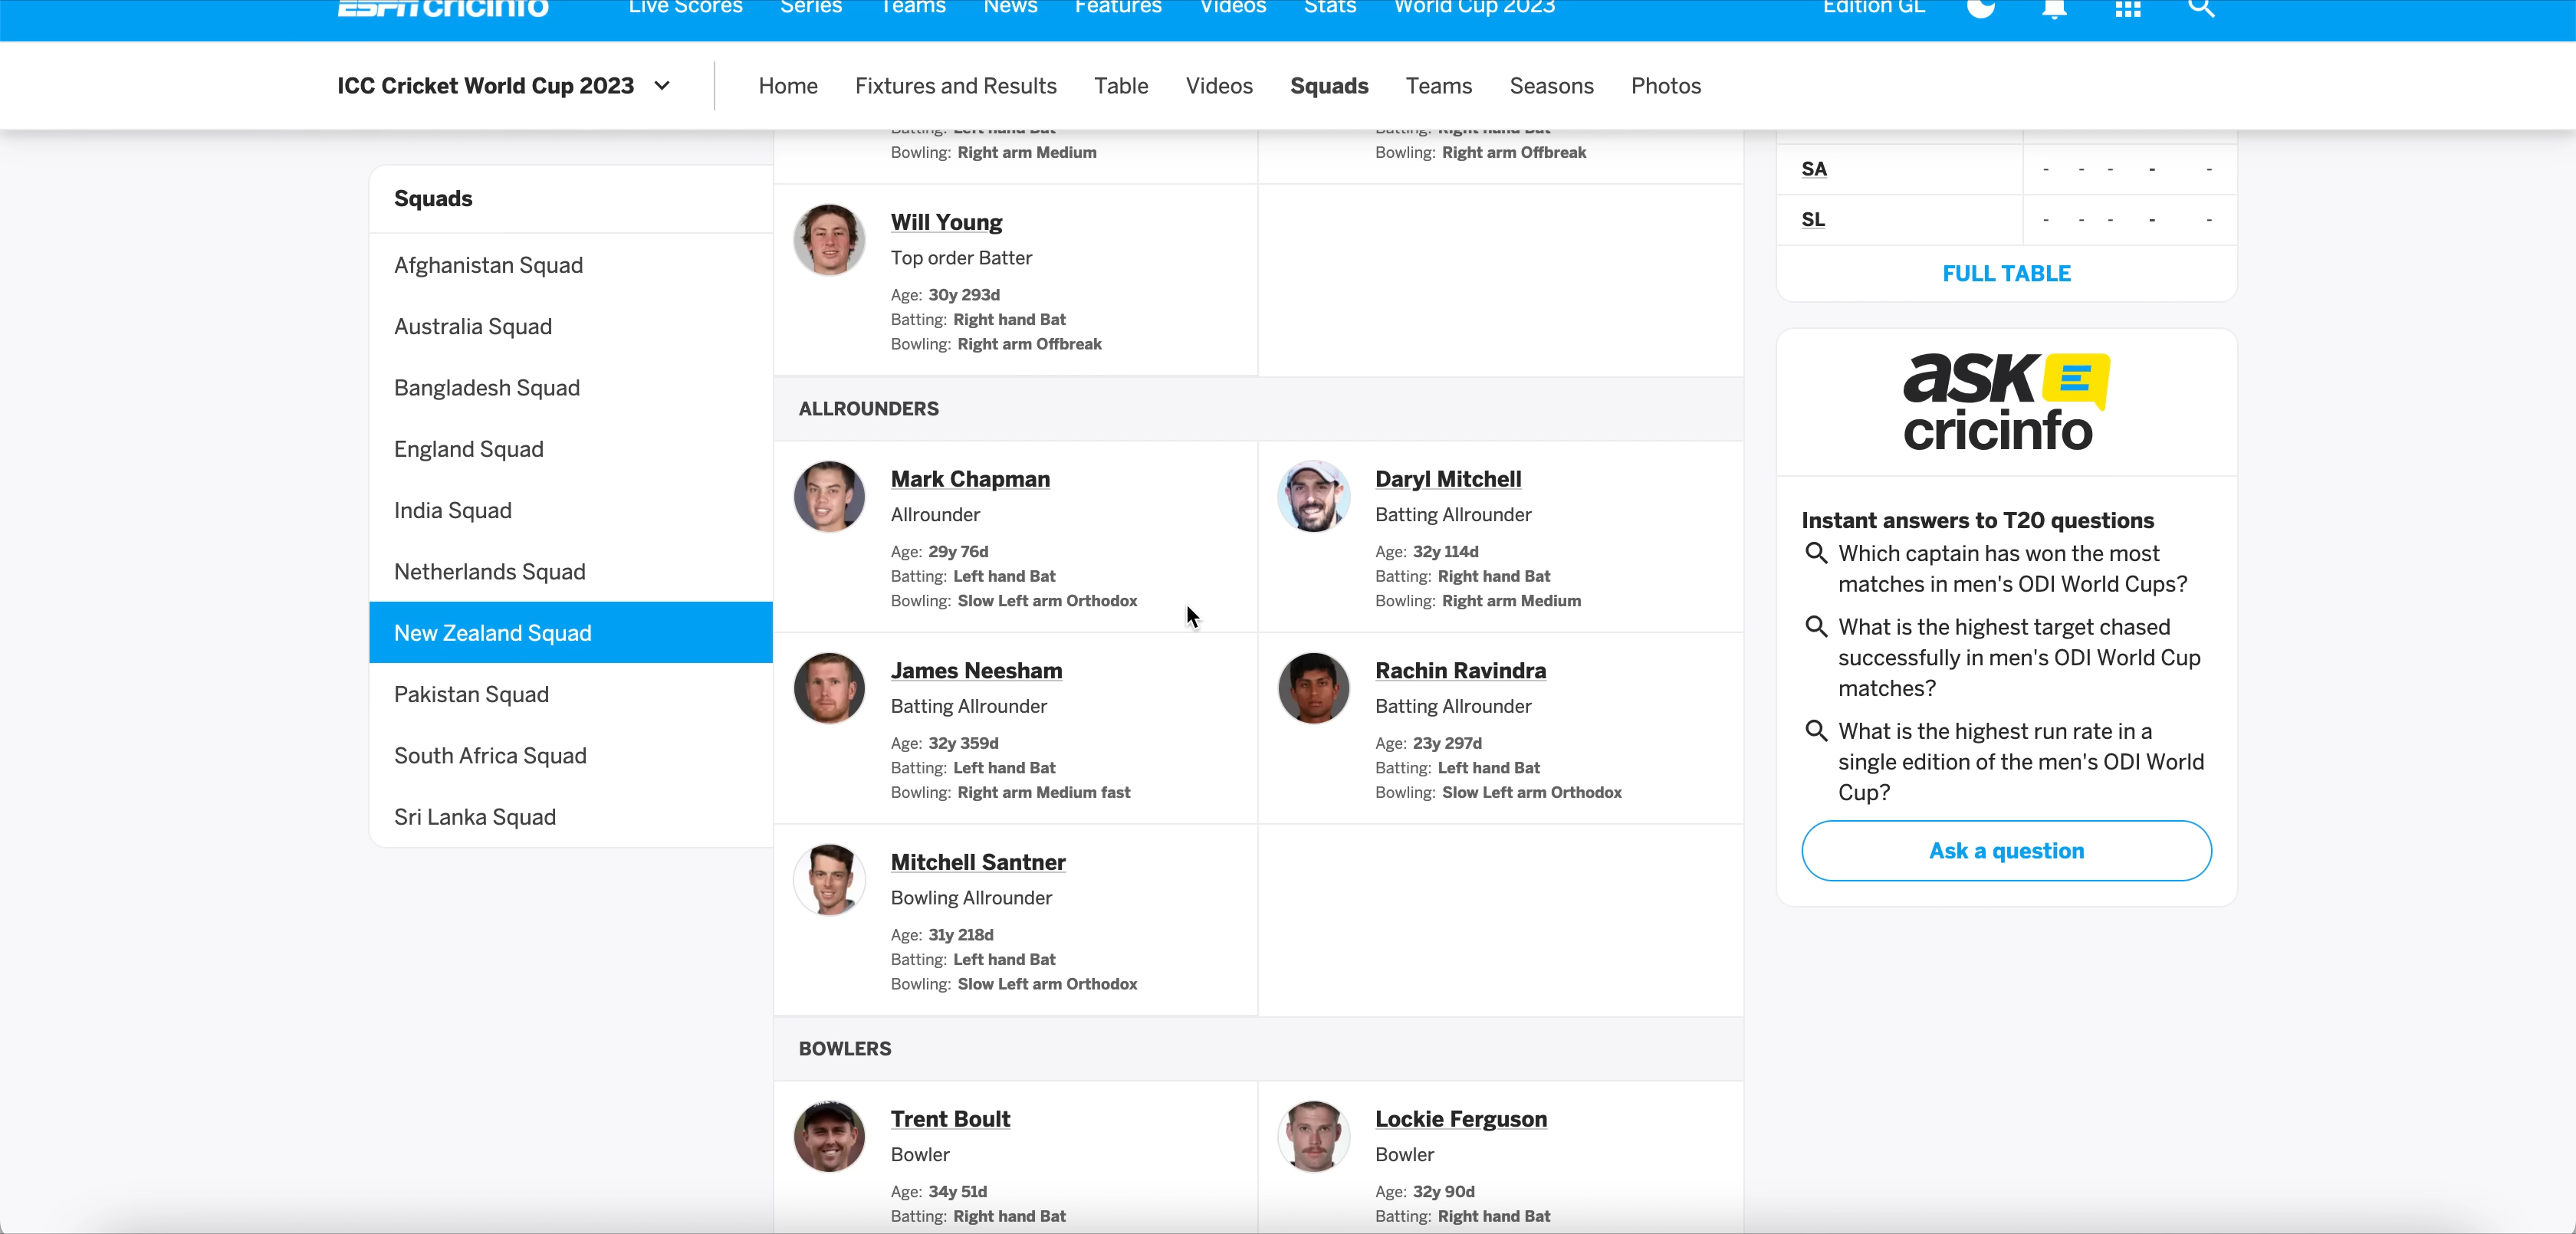 ESPN cricinfo Live Scores Series Teams News Features Videos Stats World Cup 2023 Edition GL
ICC Cricket World Cup 2023 Home Fixtures and Results Table Videos Squads Teams Seasons Photos
Squads
Afghanistan Squad
Australia Squad
Bangladesh Squad
England Squad
India Squad
Netherlands Squad
New Zealand Squad
Pakistan Squad
South Africa Squad
Sri Lanka Squad
Batting: Left hand Bat
Bowling: Right arm Medium
Batting: Right hand Bat
Bowling: Right arm Offbreak
Will Young
Top order Batter
Age: 30y 293d
Batting: Right hand Bat
Bowling: Right arm Offbreak
ALLROUNDERS
Mark Chapman
Allrounder
Age: 29y 76d
Batting: Left hand Bat
Bowling: Slow Left arm Orthodox
Daryl Mitchell
Batting Allrounder
Age: 32y 114d
Batting: Right hand Bat
Bowling: Right arm Medium
James Neesham
Batting Allrounder
Age: 32y 359d
Batting: Left hand Bat
Bowling: Right arm Medium fast
Rachin Ravindra
Batting Allrounder
Age: 23y 297d
Batting: Left hand Bat
Bowling: Slow Left arm Orthodox
Mitchell Santner
Bowling Allrounder
Age: 31y 218d
Batting: Left hand Bat
Bowling: Slow Left arm Orthodox
BOWLERS
Trent Boult
Bowler
Age: 34y 51d
Batting: Right hand Bat
Lockie Ferguson
Bowler
Age: 32y 90d
Batting: Right hand Bat
SA - - - - -
SL - - - - -
FULL TABLE
ask E
cricinfo
Instant answers to T20 questions
Which captain has won the most
matches in men's ODI World Cups?
What is the highest target chased
successfully in men's ODI World Cup
matches?
What is the highest run rate in a
single edition of the men's ODI World
Cup?
Ask a question